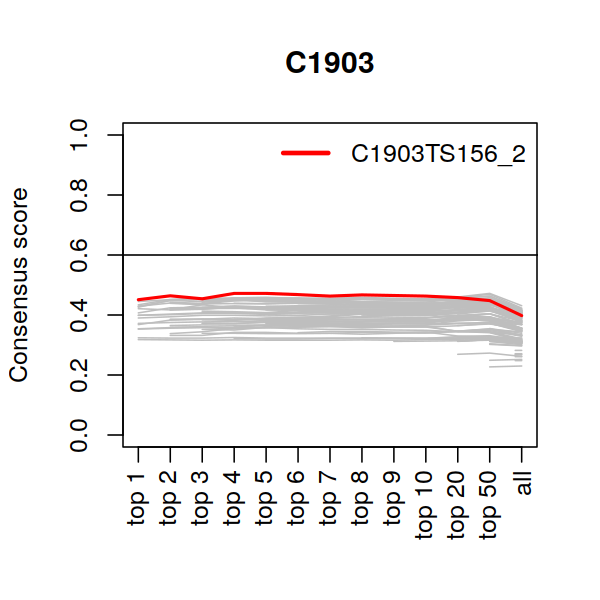 C1903
C1903TS156_2
Consensus score
1.0
0.8
0.6
0.4
0.2
0.0
top 1
top 2
top 3
top 4
top 5
top 6
top 7
top 8
top 9
top 10
top 20
top 50
all